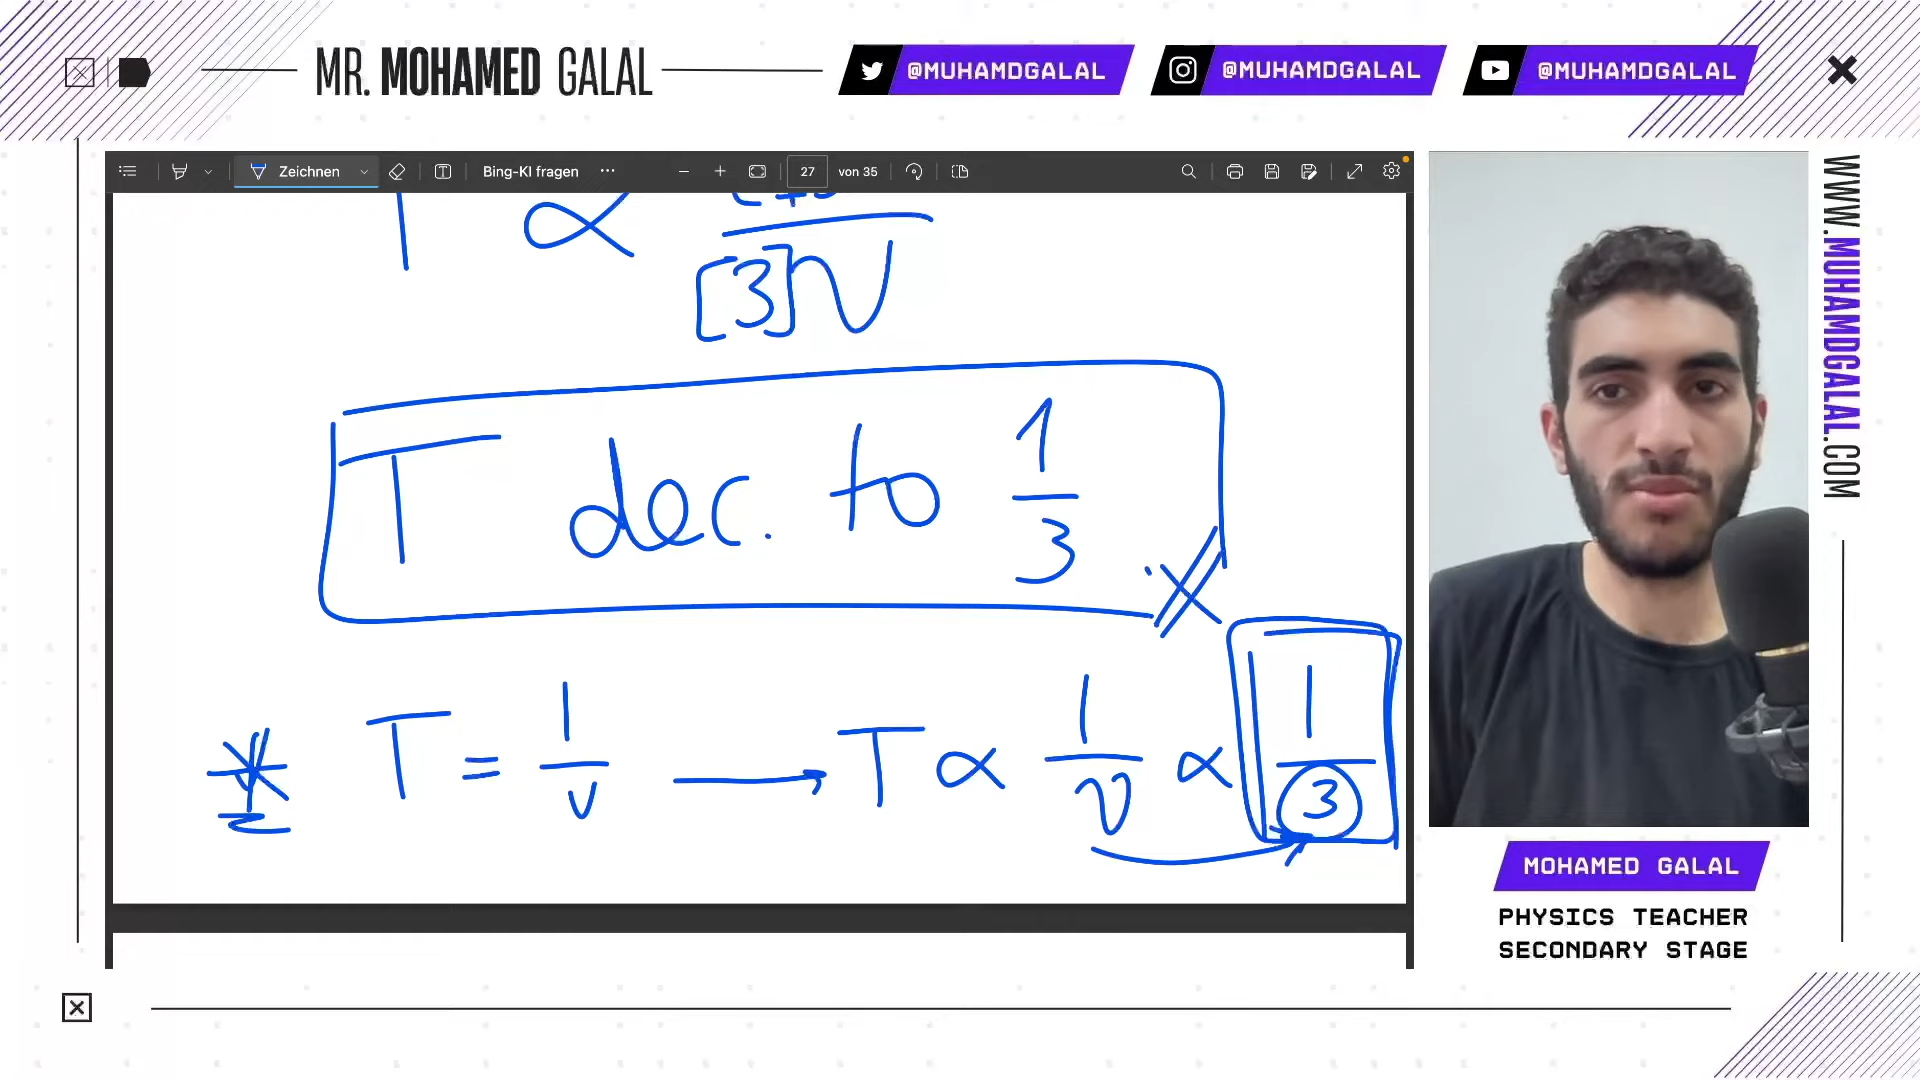 MR. MOHAMED GALAL
@MUHAMDGALAL
@MUHAMDGALAL
@MUHAMDGALAL
Zeichnen
Bing-KI fragen
27 von 35
T ∝
[3]ν
T dec. to 1/3
* T = 1/ν → T ∝ 1/ν ∝ 1/3
WWW.MUHAMDGALAL.COM
MOHAMED GALAL
PHYSICS TEACHER
SECONDARY STAGE